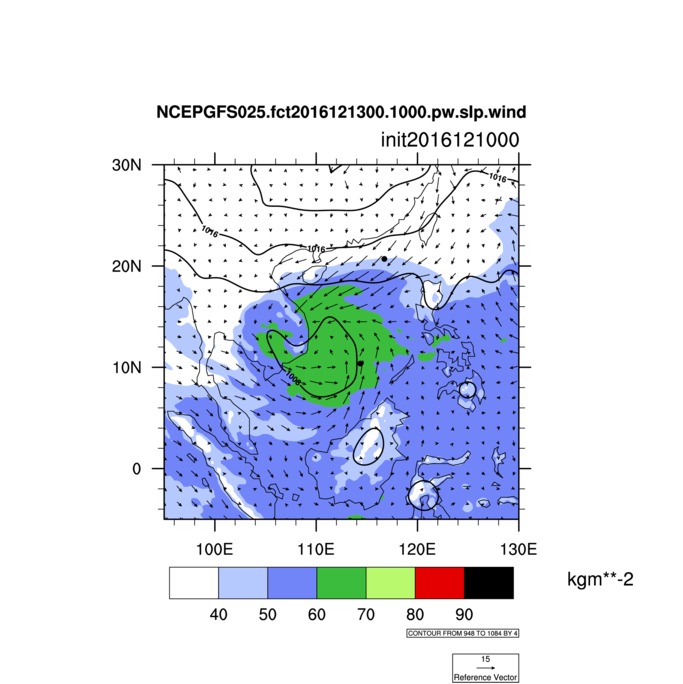 NCEPGFS025.fct2016121300.1000.pw.slp.wind
init2016121000
30N
1016
1016
1016
20N
10N
1008
0
100E 110E 120E 130E
kgm**-2
40 50 60 70 80 90
CONTOUR FROM 948 TO 1084 BY 4
15
Reference Vector